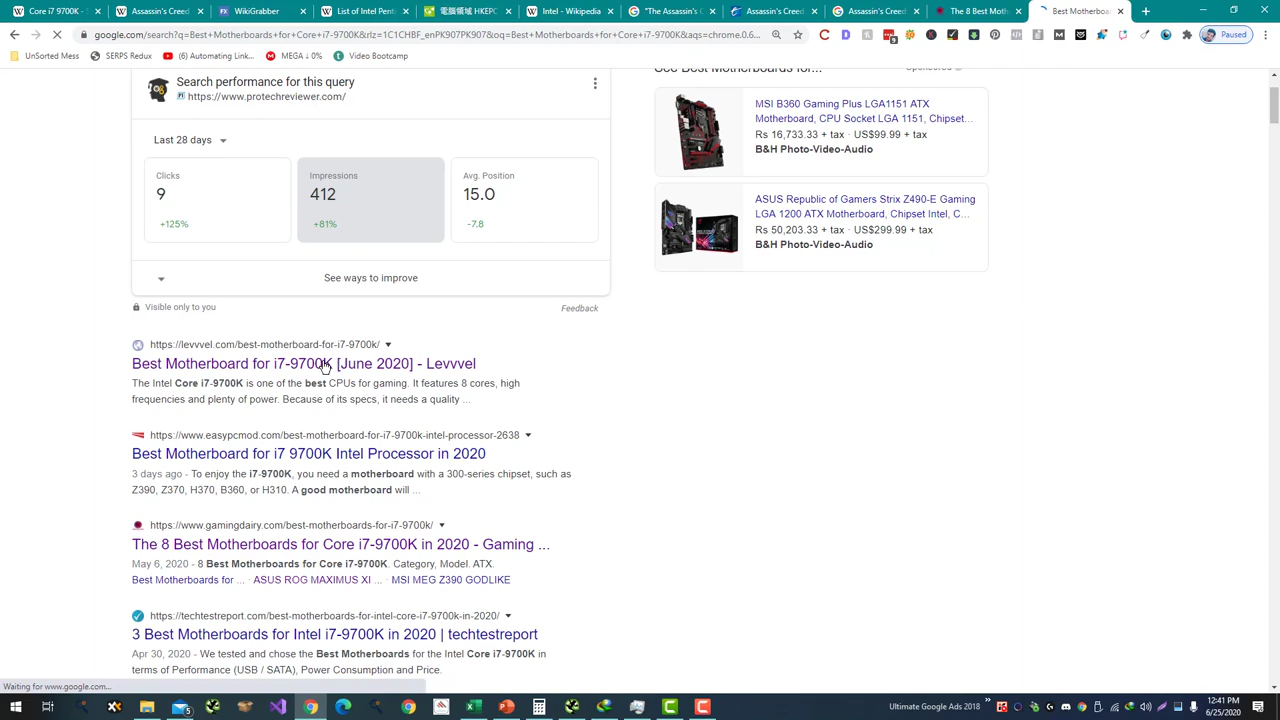 Core i7-9700K - S
Search Results
WikiGraber
List of Intel Penti
電腦領域 HKEPC
Intel - Wikipedia
"The Assassin's C
Assassin's Creed
Assassin's Creed
The 8 Best Moth
Best Motherboard
google.com/search?q=Best+Motherboards+for+Core+i7-9700K&rlz=1C1CHBF_enPK907PK907&oq=Best+Motherboards+for+Core+i7-9700K&aqs=chrome.0.6...
Paused
UnSorted Mess
SERPS Redux
(5) Automating Link...
MEGA ↓ 0%
Video Bootcamp
Search performance for this query
https://www.protechreviewer.com/
Last 28 days
Clicks
9
+125%
Impressions
412
+81%
Avg. Position
15.0
-7.8
See ways to improve
Visible only to you
Feedback
See Best Motherboards for...
Sponsored
MSI B360 Gaming Plus LGA1151 ATX
Motherboard, CPU Socket LGA 1151, Chipset...
Rs 16,733.33 + tax · US$99.99 + tax
B&H Photo-Video-Audio
ASUS Republic of Gamers Strix Z490-E Gaming
LGA 1200 ATX Motherboard, Chipset Intel, C...
Rs 50,203.33 + tax · US$299.99 + tax
B&H Photo-Video-Audio
https://levvvel.com/best-motherboard-for-i7-9700k/
Best Motherboard for i7-9700K [June 2020] - Levvvel
The Intel Core i7-9700K is one of the best CPUs for gaming. It features 8 cores, high
frequencies and plenty of power. Because of its specs, it needs a quality ...
https://www.easypcmod.com/best-motherboard-for-i7-9700k-intel-processor-2638
Best Motherboard for i7 9700K Intel Processor in 2020
3 days ago - To enjoy the i7-9700K, you need a motherboard with a 300-series chipset, such as
Z390, Z370, H370, B360, or H310. A good motherboard will ...
https://www.gamingdairy.com/best-motherboards-for-i7-9700k/
The 8 Best Motherboards for Core i7-9700K in 2020 - Gaming ...
May 6, 2020 - 8 Best Motherboards for Core i7-9700K. Category, Model. ATX.
Best Motherboards for ... · ASUS ROG MAXIMUS XI ... · MSI MEG Z390 GODLIKE
https://techtestreport.com/best-motherboards-for-intel-core-i7-9700k-in-2020/
3 Best Motherboards for Intel i7-9700K in 2020 | techtestreport
Apr 30, 2020 - We tested and chose the Best Motherboards for the Intel Core i7-9700K in
terms of Performance (USB / SATA), Power Consumption and Price.
Waiting for www.google.com...
Ultimate Google Ads 2018
12:41 PM
6/25/2020